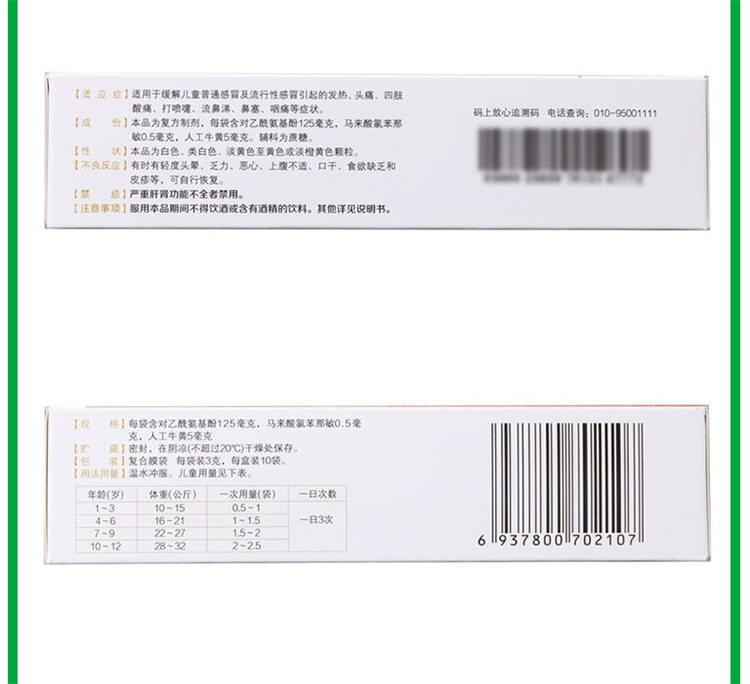 【适应症】适用于缓解儿童普通感冒及流行性感冒引起的发热、头痛、四肢
酸痛、打喷嚏、流鼻涕、鼻塞、咽痛等症状。
【成份】本品为复方制剂，每袋含对乙酰氨基酚125毫克，马来酸氯苯那
敏0.5毫克，人工牛黄5毫克。辅料为蔗糖。
【性状】本品为白色、类白色、淡黄色至黄色或淡橙黄色颗粒。
【不良反应】有时有轻度头晕、乏力、恶心、上腹不适、口干、食欲缺乏和
皮疹等，可自行恢复。
【禁忌】严重肝肾功能不全者禁用。
【注意事项】服用本品期间不得饮酒或含有酒精的饮料。其他详见说明书。
码上放心追溯码 电话查询：010-95001111
【规格】每袋含对乙酰氨基酚125毫克，马来酸氯苯那敏0.5毫
克，人工牛黄5毫克
【贮藏】密封，在阴凉(不超过20℃)干燥处保存。
【包装】复合膜袋 每袋装3克，每盒装10袋。
【用法用量】温水冲服。儿童用量见下表。
年龄(岁) 体重(公斤) 一次用量(袋) 一日次数
1~3 10~15 0.5~1
4~6 16~21 1~1.5 一日3次
7~9 22~27 1.5~2
10~12 28~32 2~2.5
6 937800 702107